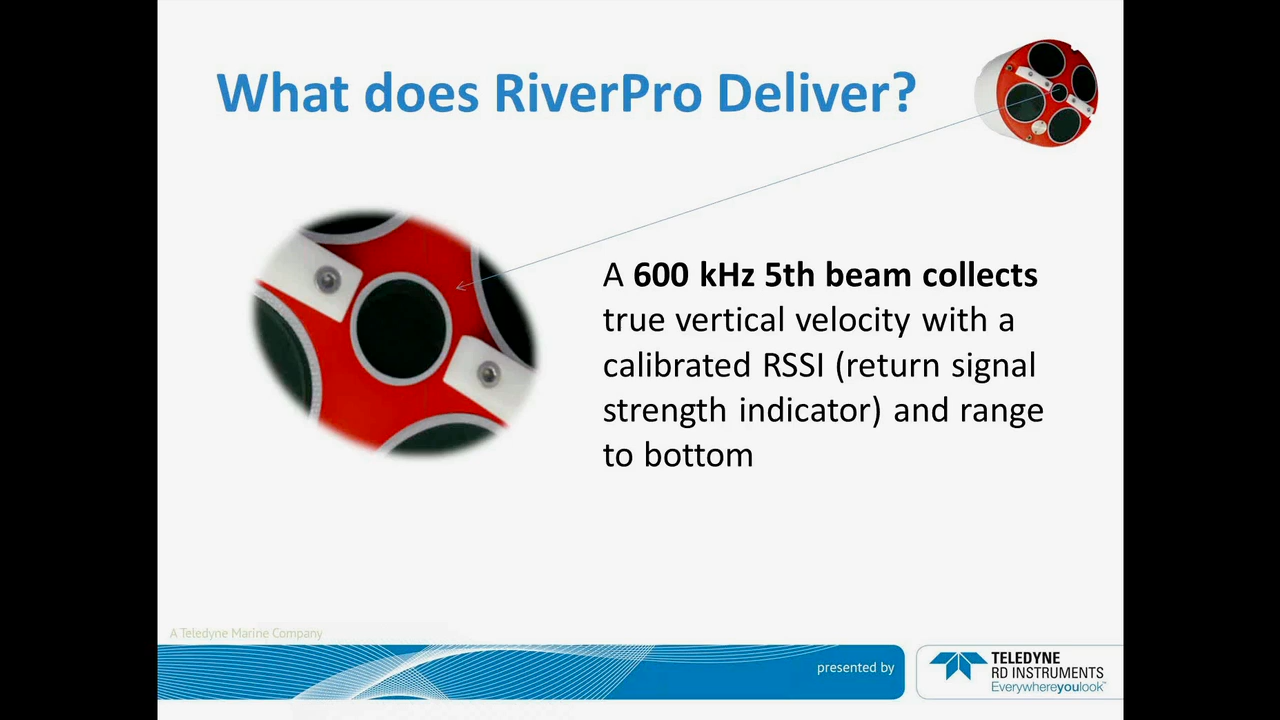 What does RiverPro Deliver?
A 600 kHz 5th beam collects
true vertical velocity with a
calibrated RSSI (return signal
strength indicator) and range
to bottom
A Teledyne Marine Company
presented by
TELEDYNE
RD INSTRUMENTS
Everywhereyoulook™